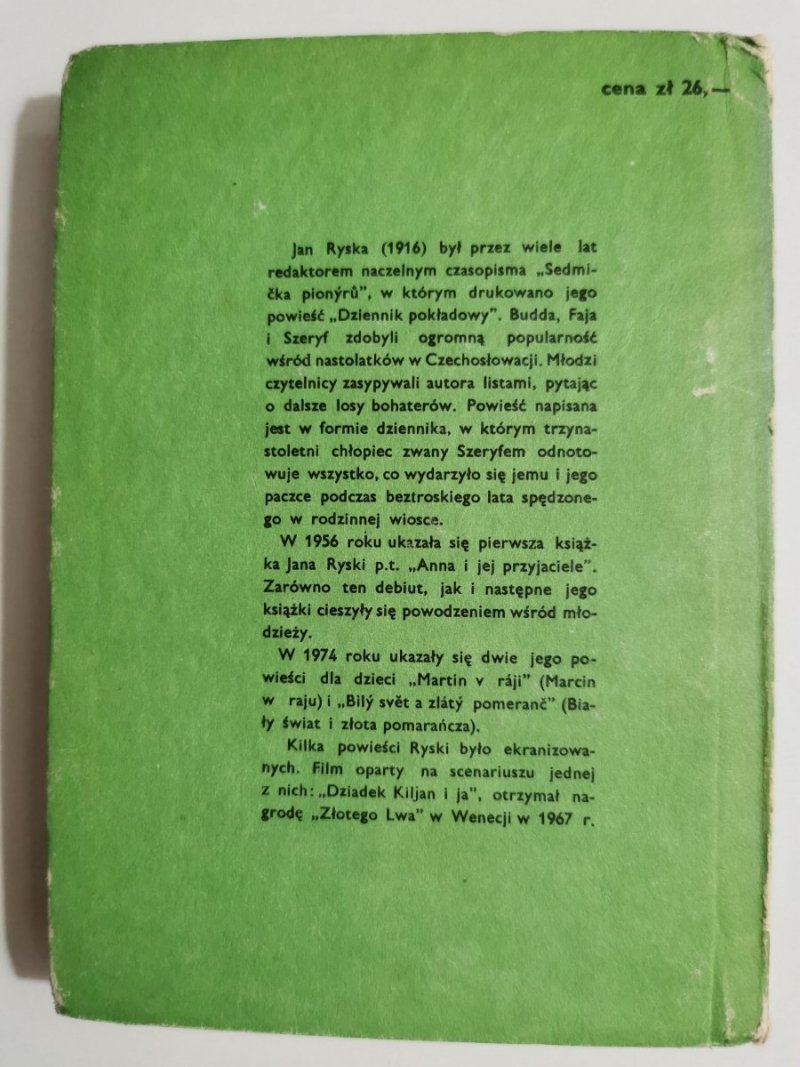 cena zł 26,—
Jan Ryska (1916) był przez wiele lat
redaktorem naczelnym czasopisma „Sedmi-
čka pionýrů", w którym drukowano jego
powieść „Dziennik pokładowy". Budda, Faja
i Szeryf zdobyli ogromną popularność
wśród nastolatków w Czechosłowacji. Młodzi
czytelnicy zasypywali autora listami, pytając
o dalsze losy bohaterów. Powieść napisana
jest w formie dziennika, w którym trzyna-
stoletni chłopiec zwany Szeryfem odnoto-
wuje wszystko, co wydarzyło się jemu i jego
paczce podczas beztroskiego lata spędzone-
go w rodzinnej wiosce.
W 1956 roku ukazała się pierwsza książ-
ka Jana Ryski p.t. „Anna i jej przyjaciele".
Zarówno ten debiut, jak i następne jego
książki cieszyły się powodzeniem wśród mło-
dzieży.
W 1974 roku ukazały się dwie jego po-
wieści dla dzieci „Martin v ráji" (Marcin
w raju) i „Bilý svět a zlátý pomeranč" (Bia-
ły świat i złota pomarańcza).
Kilka powieści Ryski było ekranizowa-
nych. Film oparty na scenariuszu jednej
z nich: „Dziadek Kiljan i ja", otrzymał na-
grodę „Złotego Lwa" w Wenecji w 1967 r.